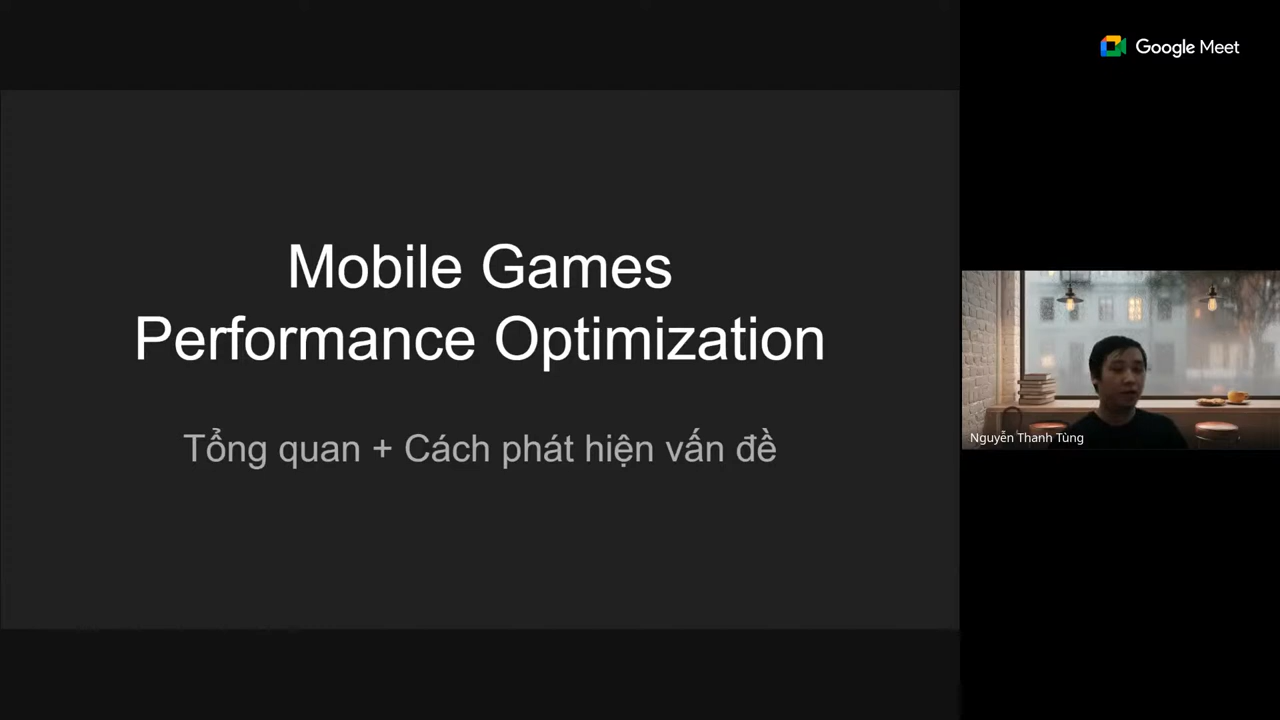 Google Meet
Mobile Games
Performance Optimization
Tổng quan + Cách phát hiện vấn đề
Nguyễn Thanh Tùng